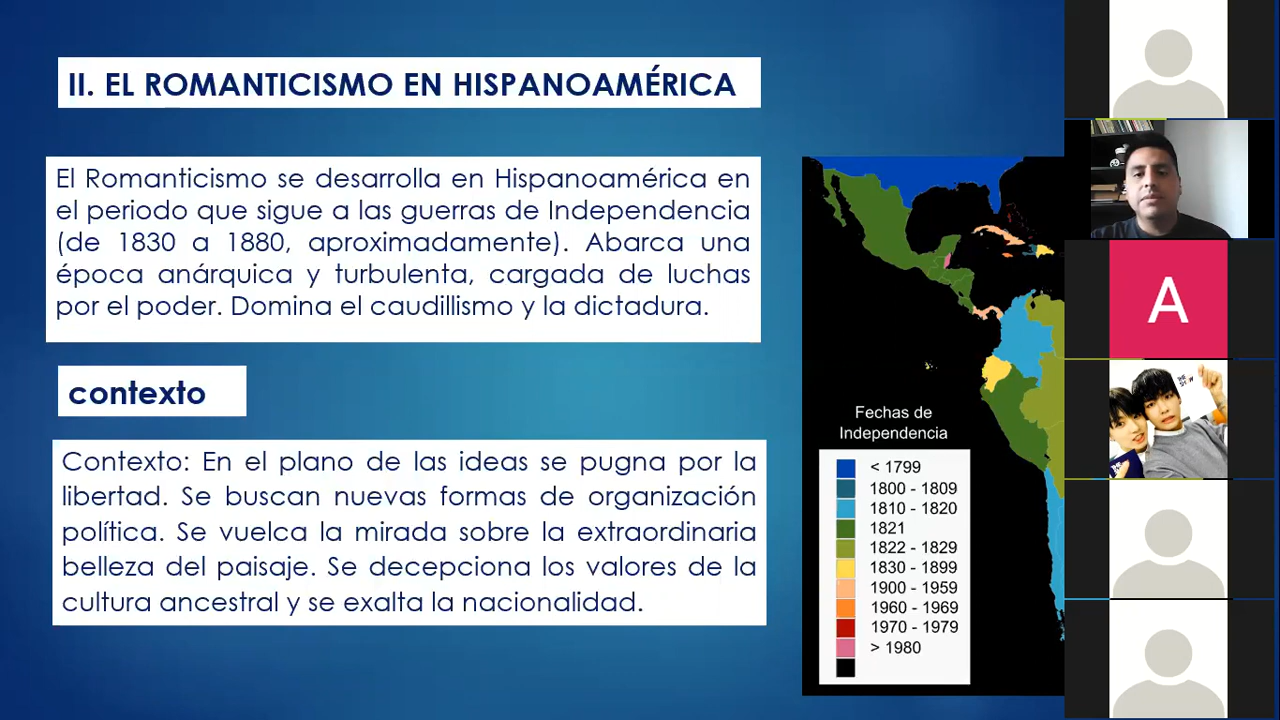 II. EL ROMANTICISMO EN HISPANOAMÉRICA
El Romanticismo se desarrolla en Hispanoamérica en
el periodo que sigue a las guerras de Independencia
(de 1830 a 1880, aproximadamente). Abarca una
época anárquica y turbulenta, cargada de luchas
por el poder. Domina el caudillismo y la dictadura.
contexto
Contexto: En el plano de las ideas se pugna por la
libertad. Se buscan nuevas formas de organización
política. Se vuelca la mirada sobre la extraordinaria
belleza del paisaje. Se decepciona los valores de la
cultura ancestral y se exalta la nacionalidad.
Fechas de
Independencia
< 1799
1800 - 1809
1810 - 1820
1821
1822 - 1829
1830 - 1899
1900 - 1959
1960 - 1969
1970 - 1979
> 1980
A
THE
SHOW